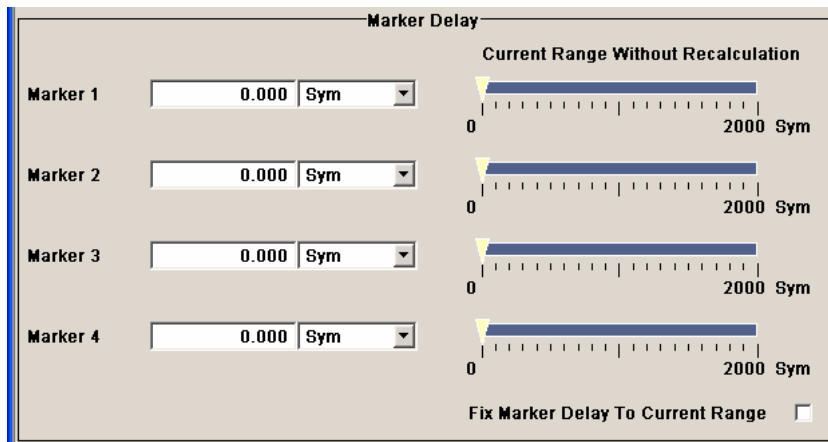 Marker Delay
Current Range Without Recalculation
Marker 1 0.000 Sym
0 2000 Sym
Marker 2 0.000 Sym
0 2000 Sym
Marker 3 0.000 Sym
0 2000 Sym
Marker 4 0.000 Sym
0 2000 Sym
Fix Marker Delay To Current Range